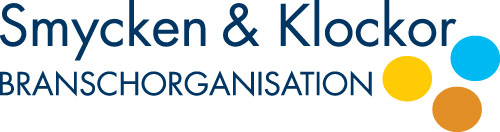 Smycken & Klockor
BRANSCHORGANISATION